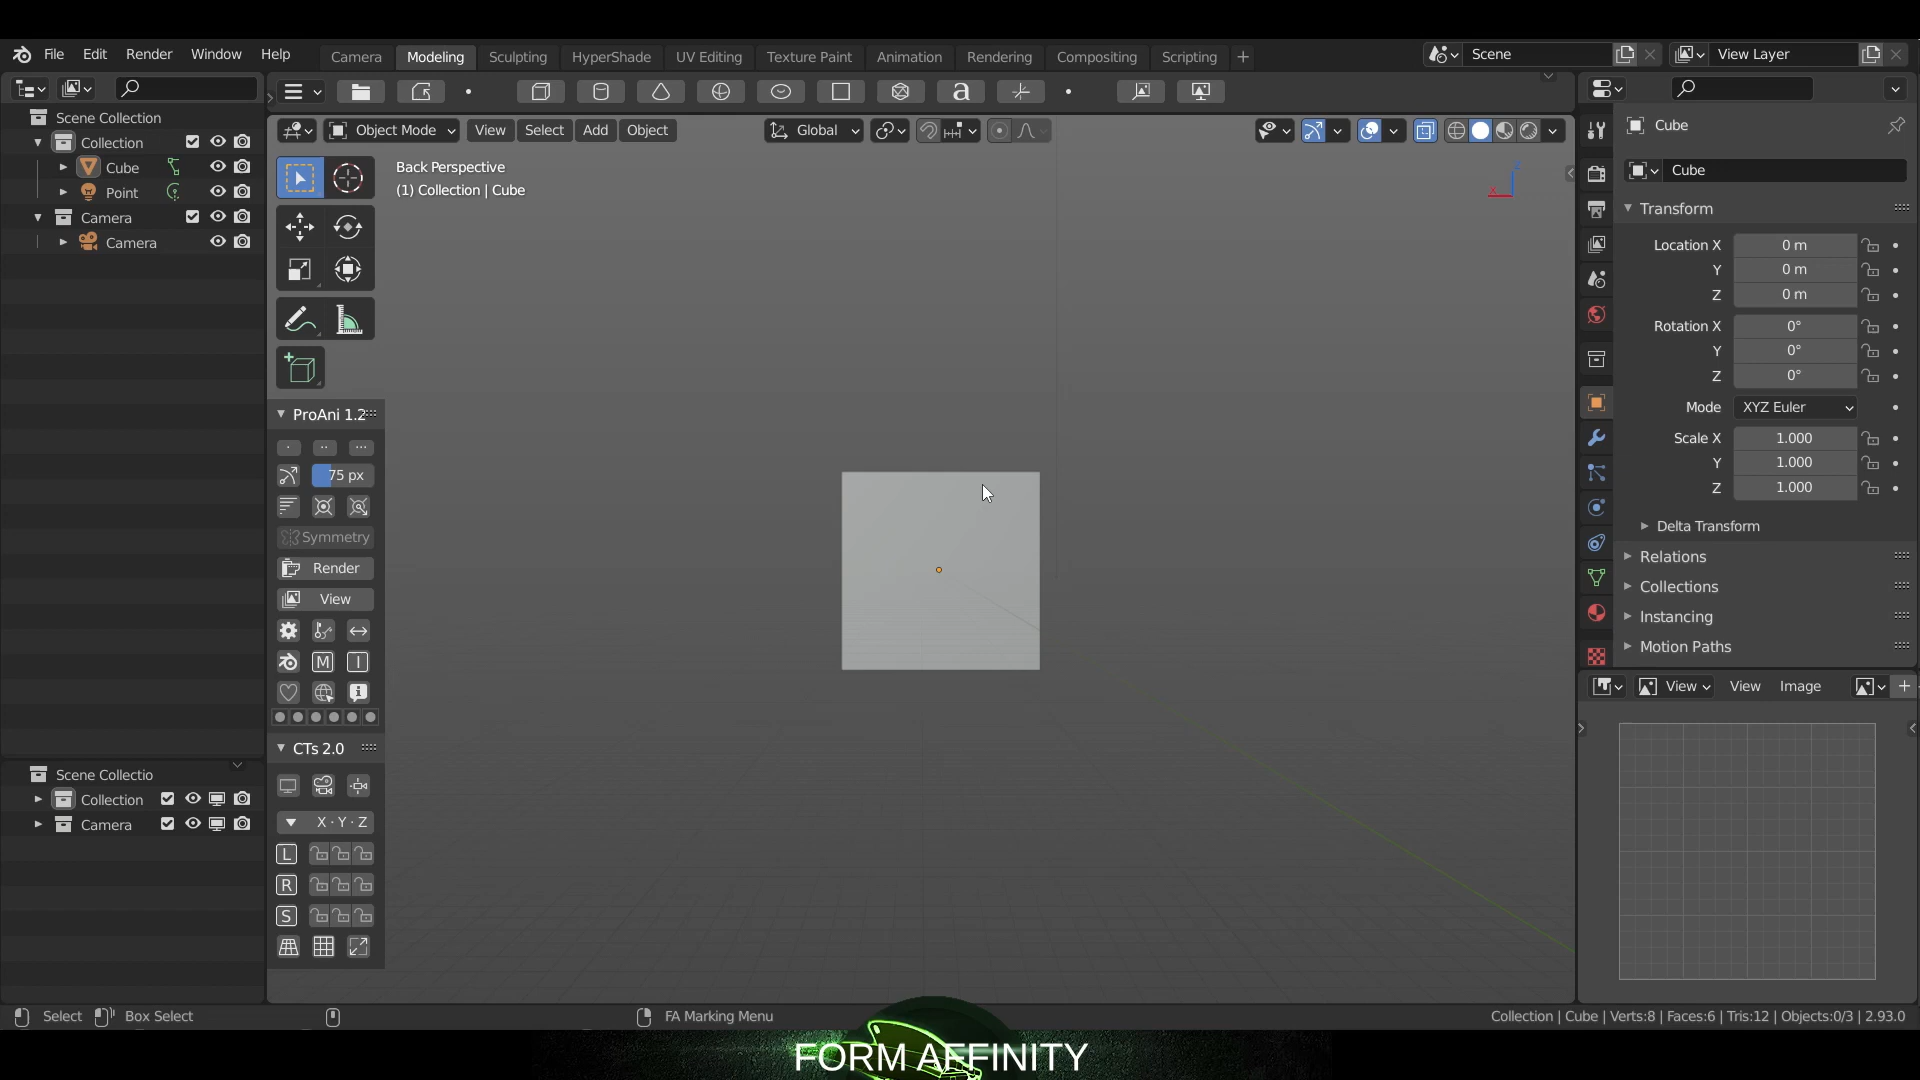 File Edit Render Window Help
Camera Modeling Sculpting HyperShade UV Editing Texture Paint Animation Rendering Compositing Scripting +
Scene
View Layer
Scene Collection
Collection
Cube
Point
Camera
Camera
a
Object Mode View Select Add Object
Global
Back Perspective
(1) Collection | Cube
Z
X
ProAni 1.2
75 px
Symmetry
Render
View
M I
CTs 2.0
X · Y · Z
L
R
S
Scene Collectio
Collection
Camera
Cube
Cube
Transform
Location X 0 m
Y 0 m
Z 0 m
Rotation X 0°
Y 0°
Z 0°
Mode XYZ Euler
Scale X 1.000
Y 1.000
Z 1.000
Delta Transform
Relations
Collections
Instancing
Motion Paths
View View Image
Select Box Select FA Marking Menu
Collection | Cube | Verts:8 | Faces:6 | Tris:12 | Objects:0/3 | 2.93.0
FORM AFFINITY